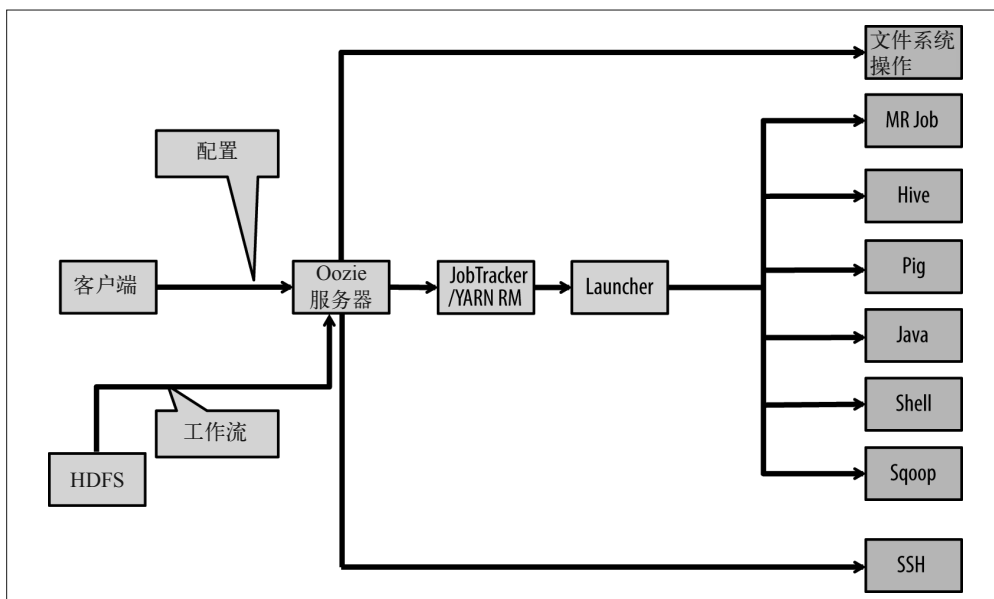 文件系统
操作
MR Job
配置
Hive
客户端
Oozie
服务器
JobTracker
/YARN RM
Launcher
Pig
Java
Shell
工作流
HDFS
Sqoop
SSH